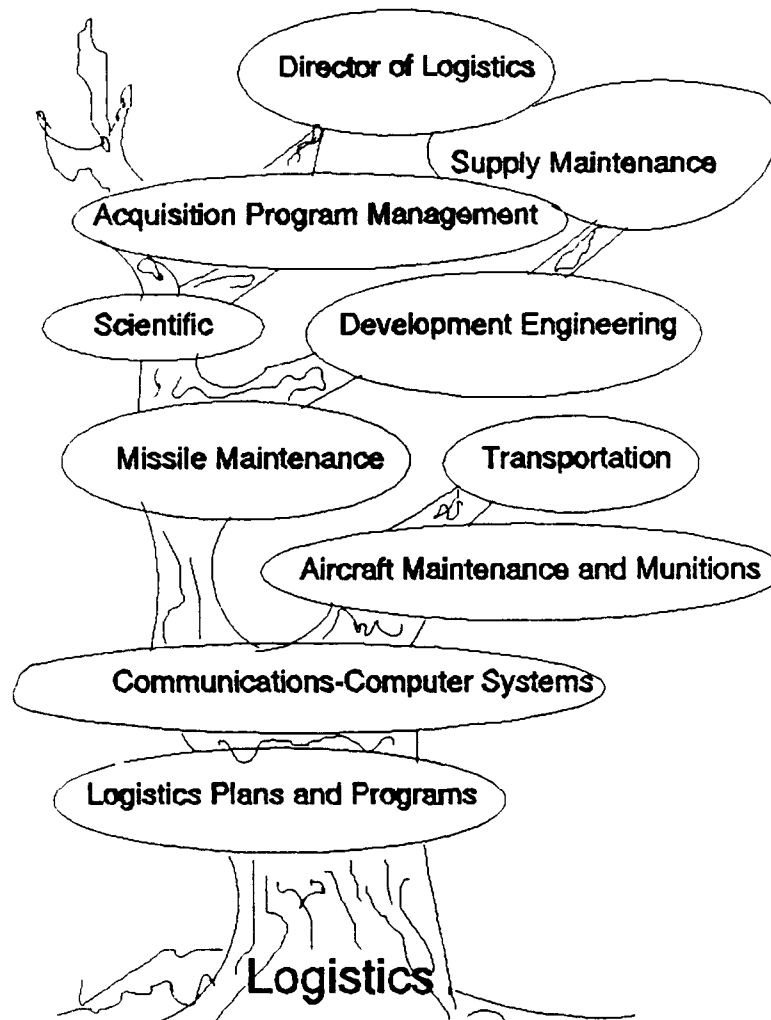 Director of Logistics
Supply Maintenance
Acquisition Program Management
Scientific
Development Engineering
Missile Maintenance
Transportation
Aircraft Maintenance and Munitions
Communications-Computer Systems
Logistics Plans and Programs
Logistics